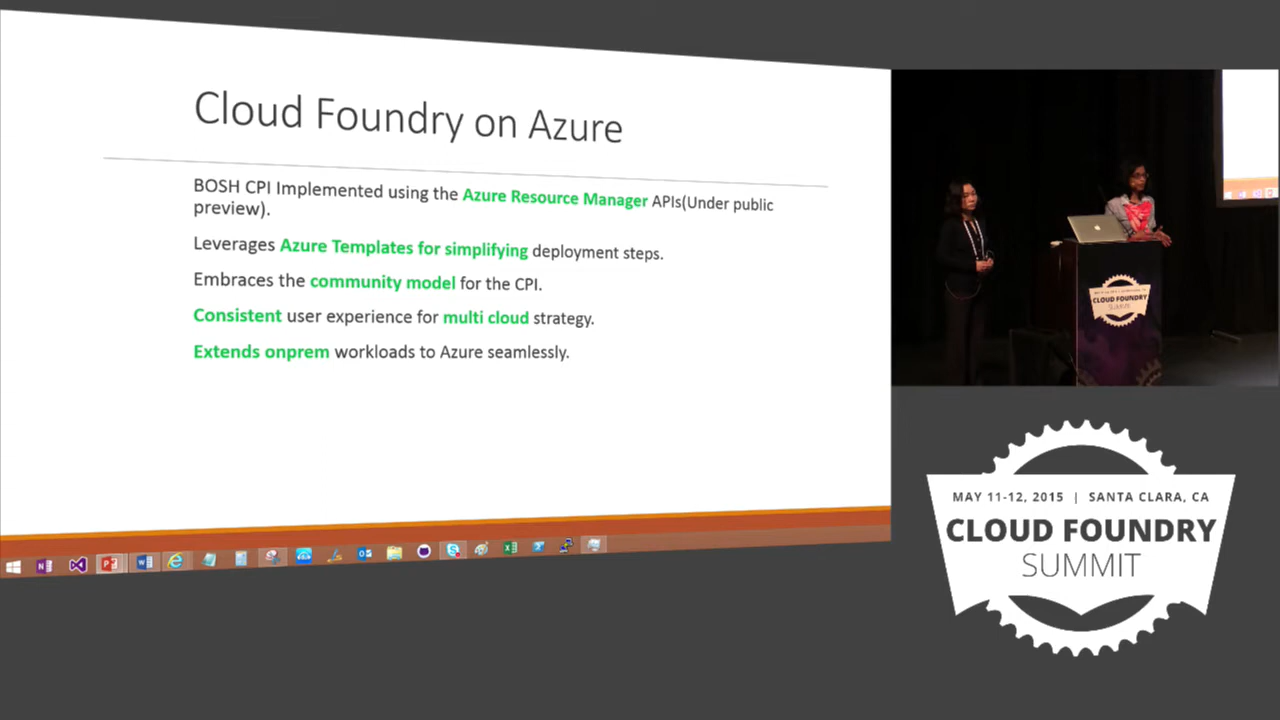 Cloud Foundry on Azure
BOSH CPI Implemented using the Azure Resource Manager APIs(Under public
preview).
Leverages Azure Templates for simplifying deployment steps.
Embraces the community model for the CPI.
Consistent user experience for multi cloud strategy.
Extends onprem workloads to Azure seamlessly.
CLOUD FOUNDRY
SUMMIT
MAY 11-12, 2015 | SANTA CLARA, CA
CLOUD FOUNDRY
SUMMIT